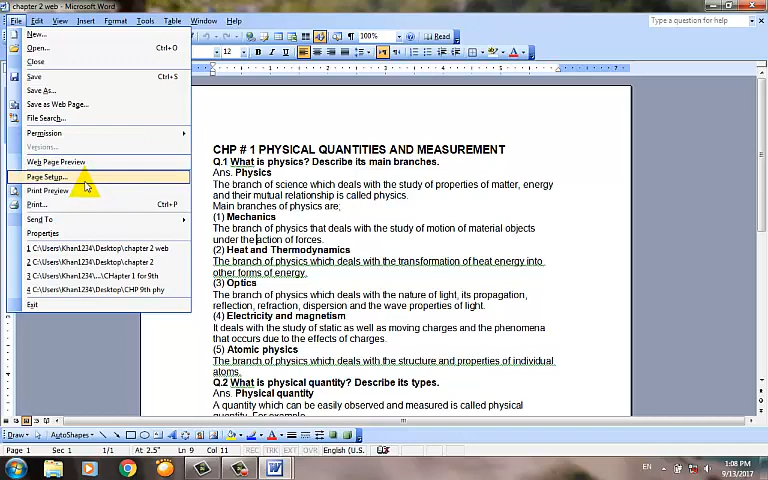 chapter 2 web - Microsoft Word
File Edit View Insert Format Tools Table Window Help
Type a question for help
100% Read
12 B I U
New...
Open... Ctrl+O
Close
Save Ctrl+S
Save As...
Save as Web Page...
File Search...
Permission
Versions...
Web Page Preview
Page Setup...
Print Preview
Print... Ctrl+P
Send To
Properties
1 C:\Users\Khan1234\Desktop\chapter 2 web
2 C:\Users\Khan1234\Desktop\chapter 2
3 C:\Users\Khan1234\...\CHapter 1 for 9th
4 C:\Users\Khan1234\Desktop\CHP 9th phy
Exit
CHP # 1 PHYSICAL QUANTITIES AND MEASUREMENT
Q.1 What is physics? Describe its main branches.
Ans. Physics
The branch of science which deals with the study of properties of matter, energy
and their mutual relationship is called physics.
Main branches of physics are;
(1) Mechanics
The branch of physics that deals with the study of motion of material objects
under the action of forces.
(2) Heat and Thermodynamics
The branch of physics which deals with the transformation of heat energy into
other forms of energy.
(3) Optics
The branch of physics which deals with the nature of light, its propagation,
reflection, refraction, dispersion and the wave properties of light.
(4) Electricity and magnetism
It deals with the study of static as well as moving charges and the phenomena
that occurs due to the effects of charges.
(5) Atomic physics
The branch of physics which deals with the structure and properties of individual
atoms.
Q.2 What is physical quantity? Describe its types.
Ans. Physical quantity
A quantity which can be easily observed and measured is called physical
quantity. For example
Draw AutoShapes
Page 1 Sec 1 1/1 At 2.5" Ln 9 Col 11 REC TRK EXT OVR English (U.S.
EN 1:08 PM
9/13/2017